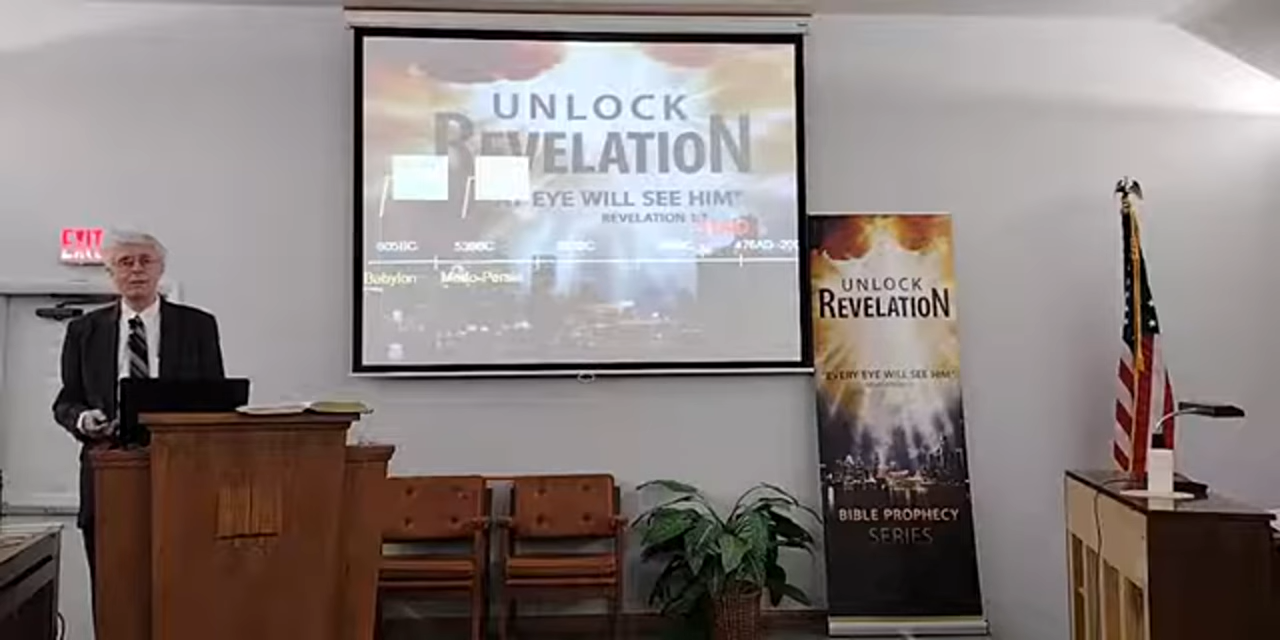 UNLOCK
REVELATION
EYE WILL SEE HIM"
REVELATION 1:7
605BC 538BC 476AD
Babylon Medo-Persia
EXIT
UNLOCK
REVELATION
"EVERY EYE WILL SEE HIM"
BIBLE PROPHECY
SERIES